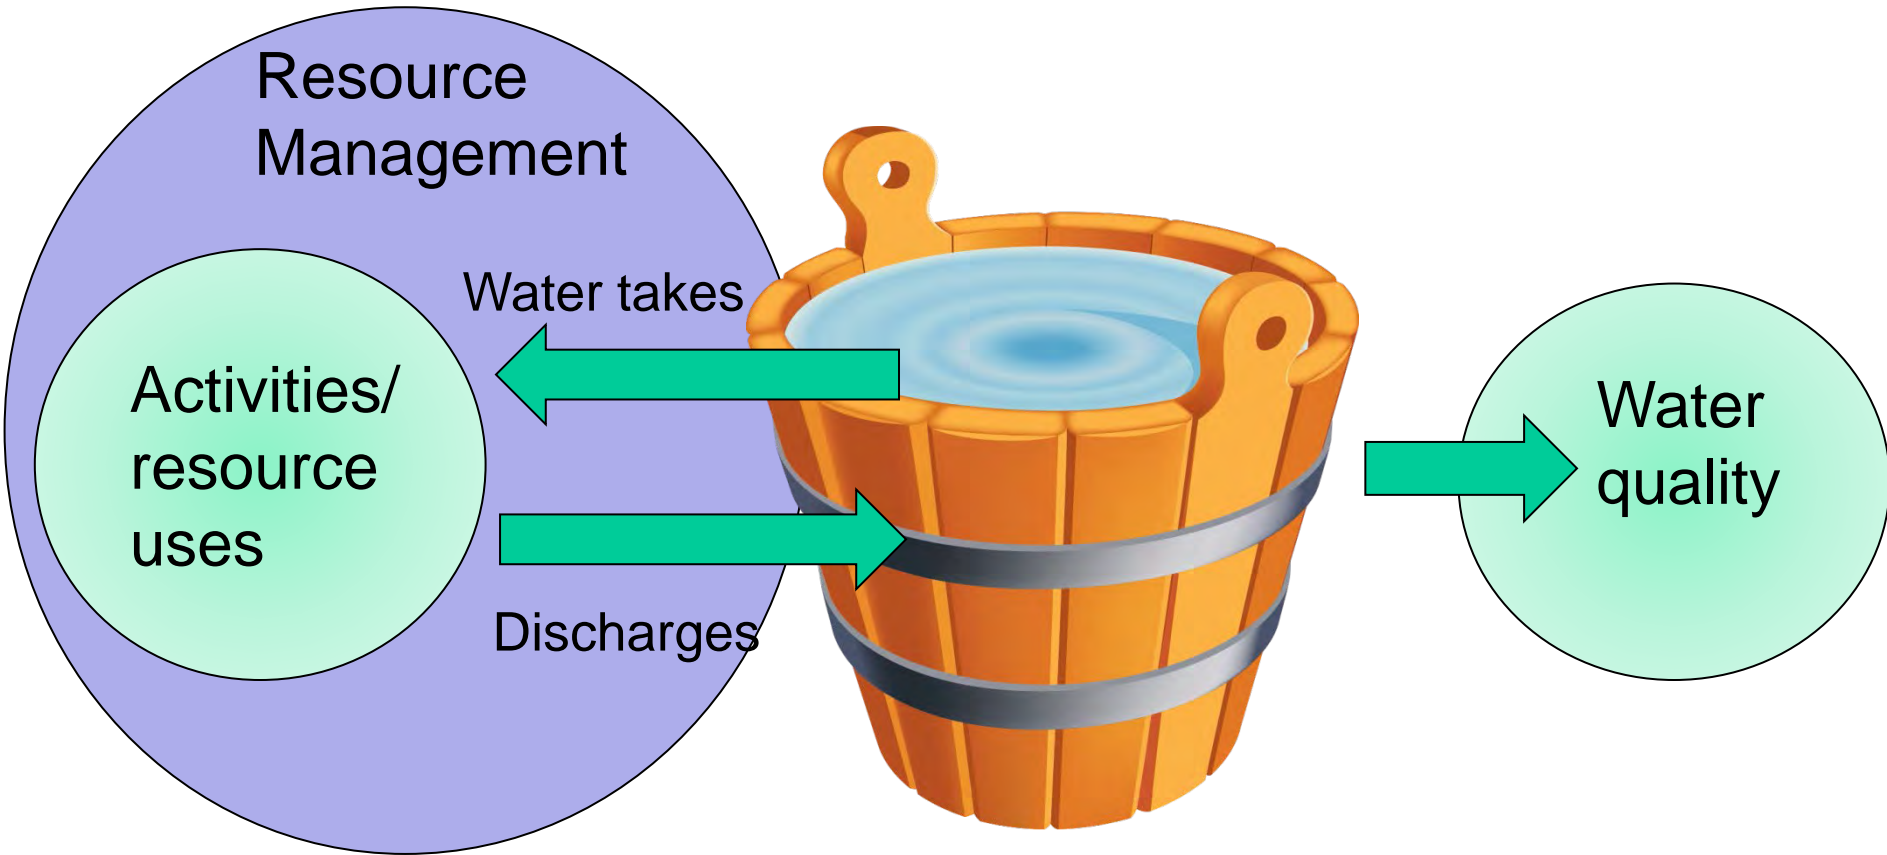 Resource
Management
Water takes
Activities/
resource
uses
Discharges
Water
quality